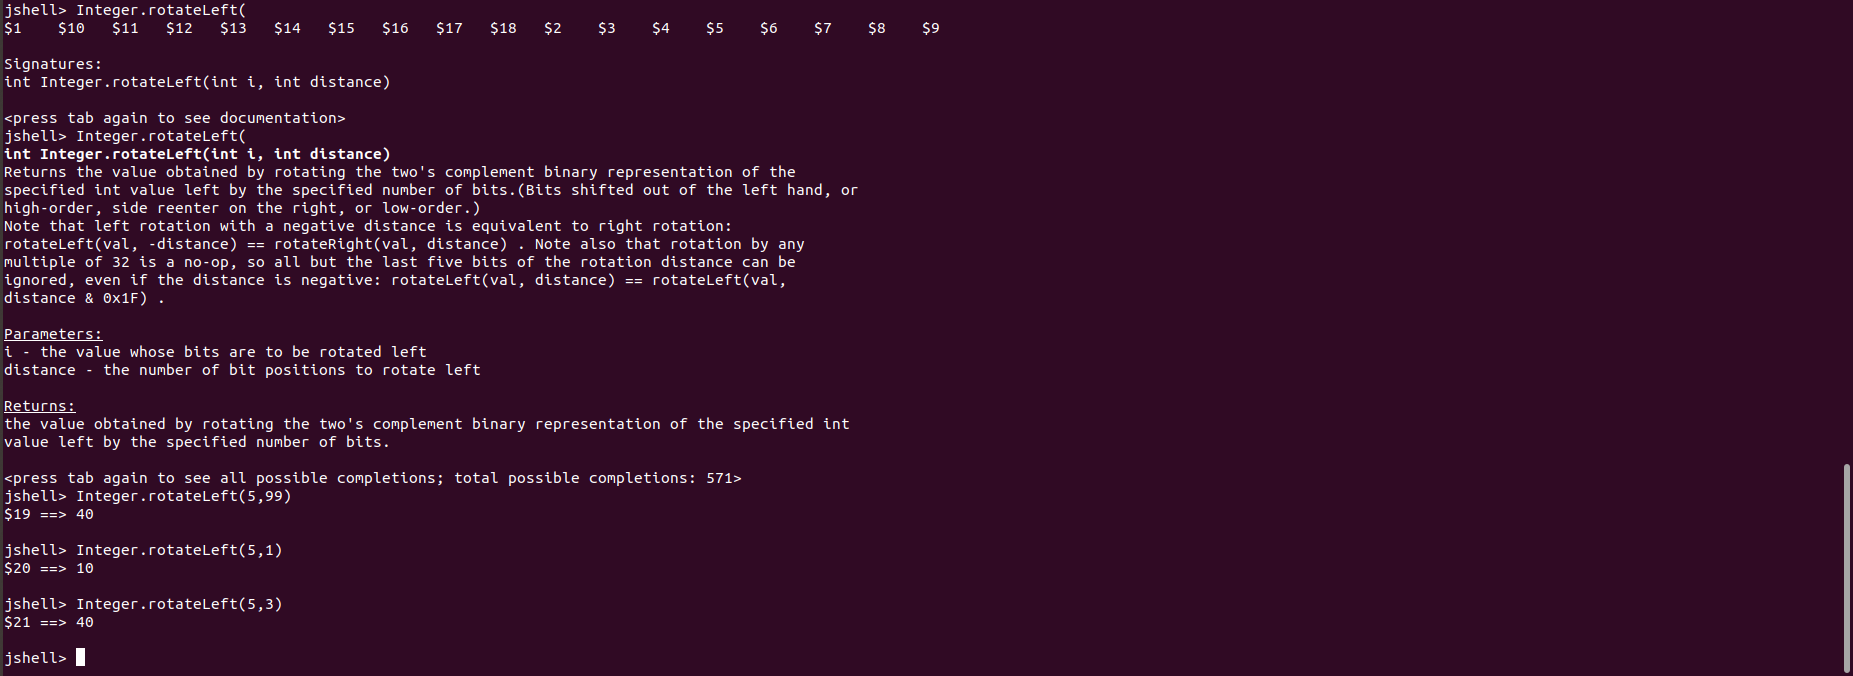 jshell> Integer.rotateLeft(
$1    $10   $11   $12   $13   $14   $15   $16   $17   $18   $2    $3    $4    $5    $6    $7    $8    $9
Signatures:
int Integer.rotateLeft(int i, int distance)
<press tab again to see documentation>
jshell> Integer.rotateLeft(
int Integer.rotateLeft(int i, int distance)
Returns the value obtained by rotating the two's complement binary representation of the
specified int value left by the specified number of bits.(Bits shifted out of the left hand, or
high-order, side reenter on the right, or low-order.)
Note that left rotation with a negative distance is equivalent to right rotation:
rotateLeft(val, -distance) == rotateRight(val, distance) . Note also that rotation by any
multiple of 32 is a no-op, so all but the last five bits of the rotation distance can be
ignored, even if the distance is negative: rotateLeft(val, distance) == rotateLeft(val,
distance & 0x1F) .
Parameters:
i - the value whose bits are to be rotated left
distance - the number of bit positions to rotate left
Returns:
the value obtained by rotating the two's complement binary representation of the specified int
value left by the specified number of bits.
<press tab again to see all possible completions; total possible completions: 571>
jshell> Integer.rotateLeft(5,99)
$19 ==> 40
jshell> Integer.rotateLeft(5,1)
$20 ==> 10
jshell> Integer.rotateLeft(5,3)
$21 ==> 40
jshell>